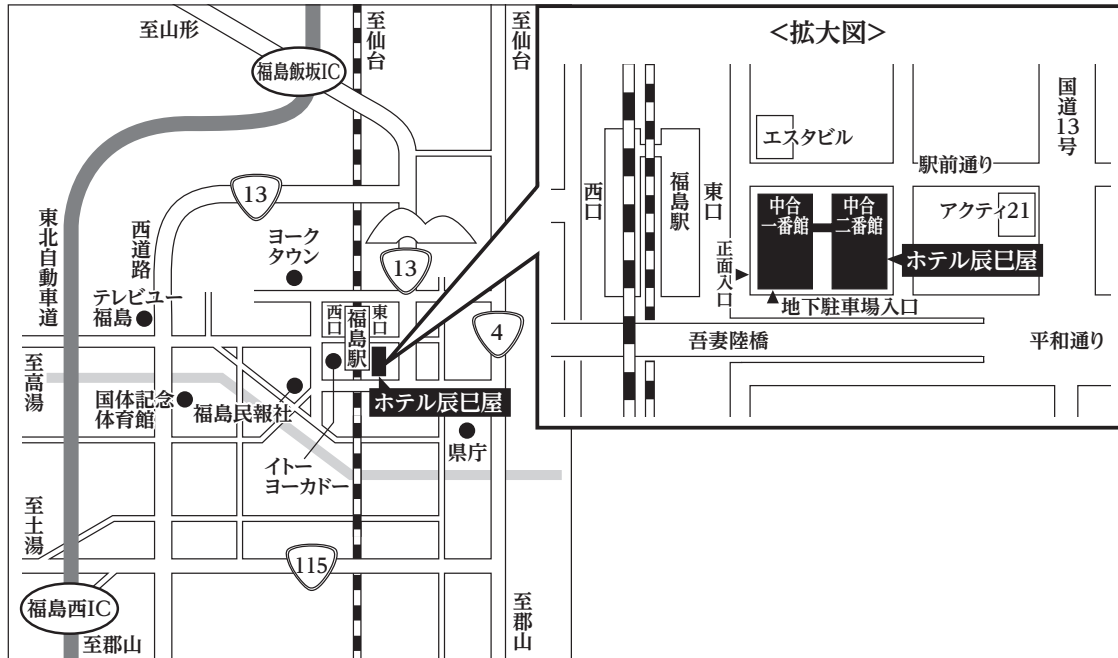 至山形
至仙台
至仙台
福島飯坂IC
13
東北自動車道
西道路
ヨーク
タウン
13
テレビユー
福島
西口
福島駅
東口
4
至高湯
国体記念
体育館
福島民報社
ホテル辰巳屋
県庁
イトー
ヨーカドー
至土湯
115
福島西IC
至郡山
至郡山
<拡大図>
国道13号
エスタビル
駅前通り
西口
福島駅
東口
中合
一番館
中合
二番館
アクティ21
正面入口
ホテル辰巳屋
地下駐車場入口
吾妻陸橋
平和通り